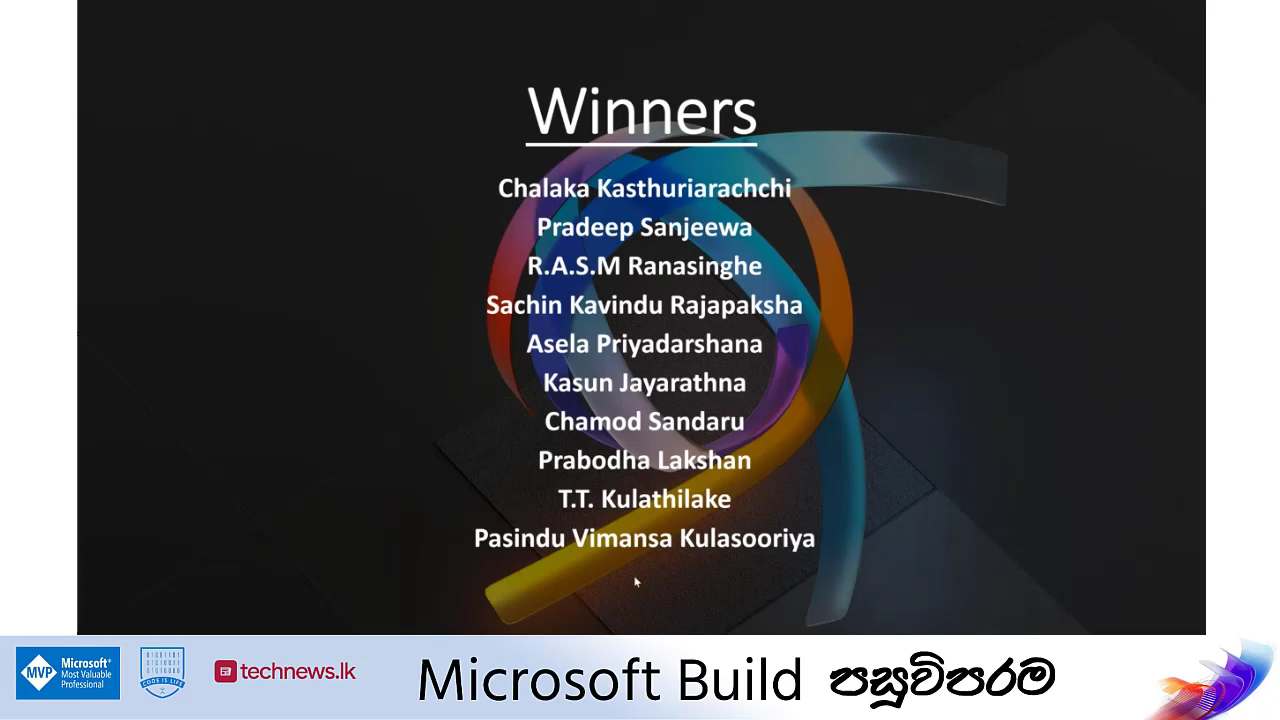 Winners
Chalaka Kasthuriarachchi
Pradeep Sanjeewa
R.A.S.M Ranasinghe
Sachin Kavindu Rajapaksha
Asela Priyadarshana
Kasun Jayarathna
Chamod Sandaru
Prabodha Lakshan
T.T. Kulathilake
Pasindu Vimansa Kulasooriya
MVP
Microsoft®
Most Valuable
Professional
CODE IS LIFE
technews.lk
Microsoft Build පසුවිපරම